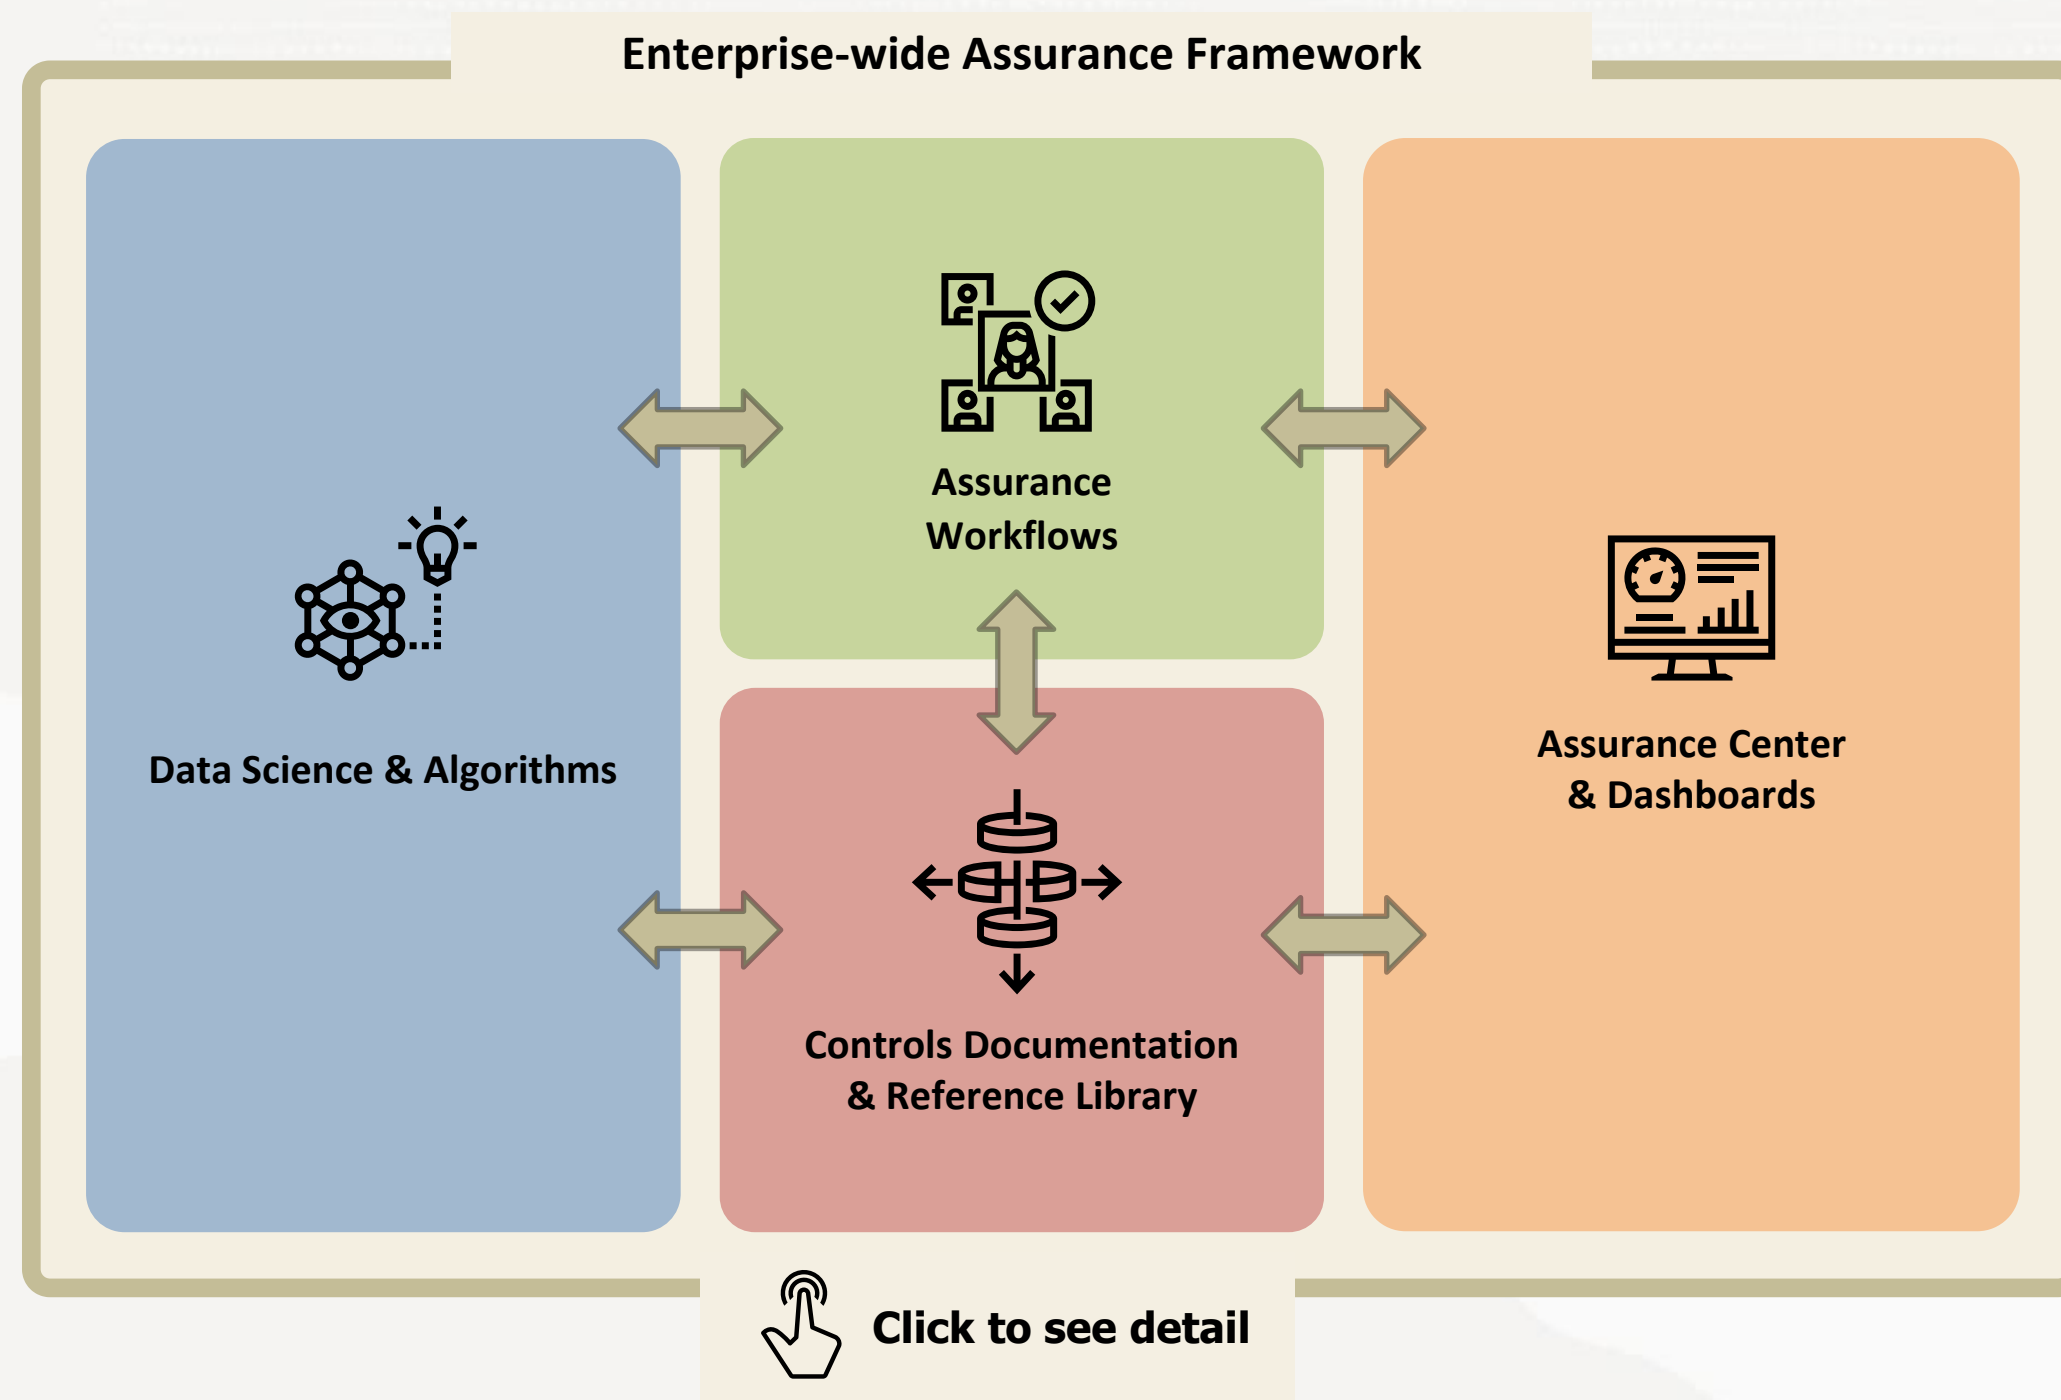 Enterprise-wide Assurance Framework
Assurance
Workflows
Data Science & Algorithms
Assurance Center
& Dashboards
Controls Documentation
& Reference Library
Click to see detail